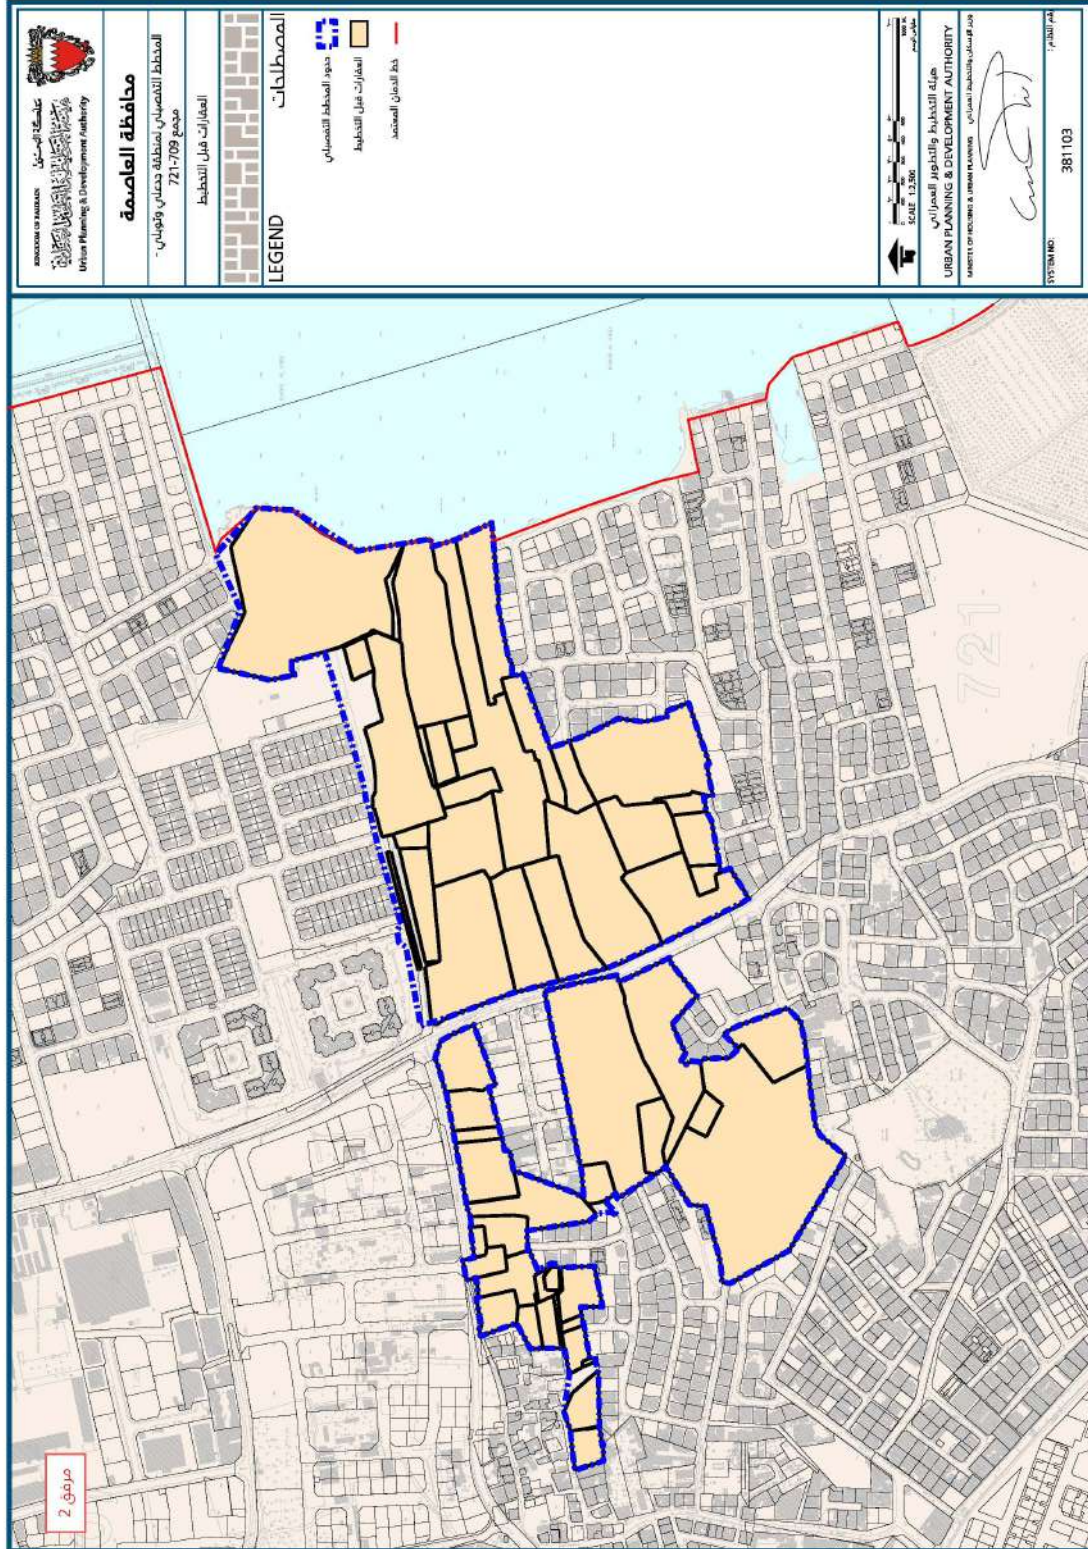 KINGDOM OF BAHRAIN
مملكة البحرين
Urban Planning & Development Authority
محافظة العاصمة
المخطط التفصيلي لمنطقة جدعلي وتوبلي -
مجمع 709-721
العقارات قبل التخطيط
LEGEND
المصطلحات
حدود المخطط التفصيلي
العقارات قبل التخطيط
خط الدفان المعتمد
SCALE 1:2,500
هيئة التخطيط والتطوير العمراني
URBAN PLANNING & DEVELOPMENT AUTHORITY
MINISTER OF HOUSING & URBAN PLANNING
وزير الإسكان والتخطيط العمراني
SYSTEM NO:
381103
رقم النظام :
721
مرفق 2